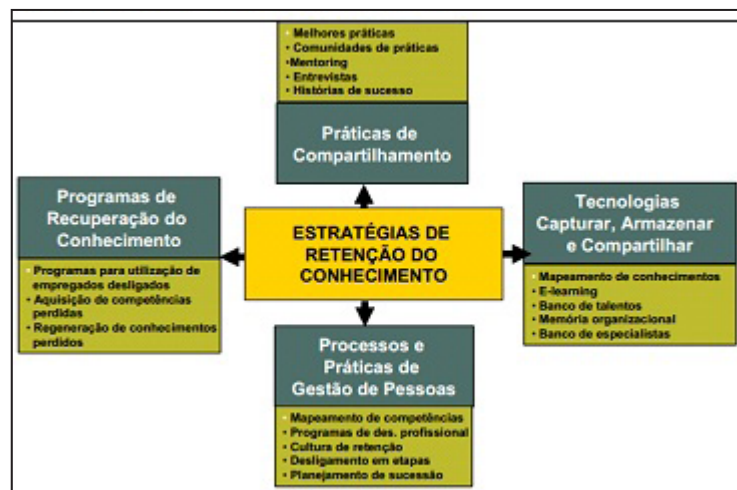 • Melhores práticas
• Comunidades de práticas
•Mentoring
• Entrevistas
• Histórias de sucesso
Práticas de
Compartilhamento
Programas de
Recuperação do
Conhecimento
• Programas para utilização de
empregados desligados
• Aquisição de competências
perdidas
• Regeneração de conhecimentos
perdidos
ESTRATÉGIAS DE
RETENÇÃO DO
CONHECIMENTO
Tecnologias
Capturar, Armazenar
e Compartilhar
• Mapeamento de conhecimentos
• E-learning
• Banco de talentos
• Memória organizacional
• Banco de especialistas
Processos e
Práticas de
Gestão de Pessoas
• Mapeamento de competências
• Programas de des. profissional
• Cultura de retenção
• Desligamento em etapas
• Planejamento de sucessão